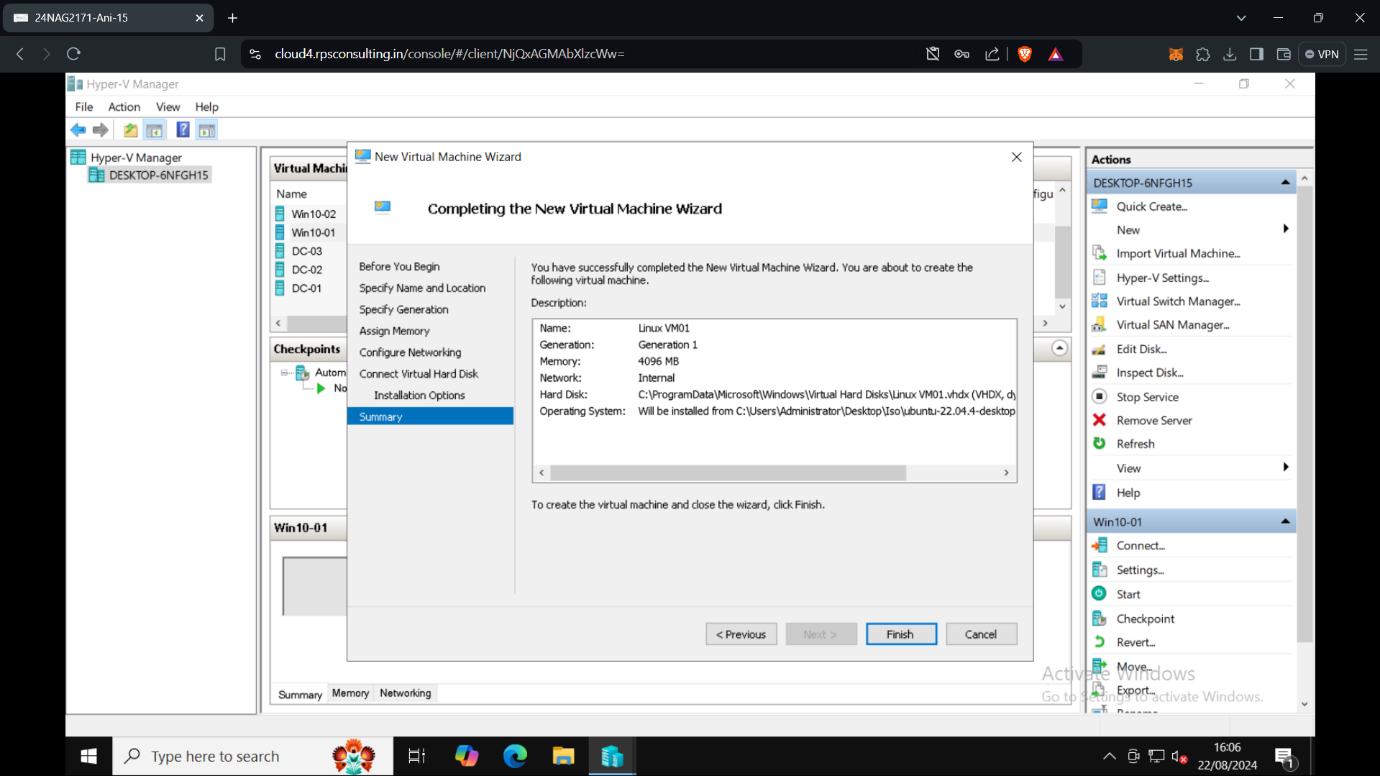 24NAG2171-Ani-15
cloud4.rpsconsulting.in/console/#/client/NjQxAGMAbXlzcWw=
VPN
Hyper-V Manager
File Action View Help
Hyper-V Manager
DESKTOP-6NFGH15
Virtual Machi
Name
figu
Win10-02
Win10-01
DC-03
DC-02
DC-01
Checkpoints
Autom
No
Win10-01
Summary Memory Networking
New Virtual Machine Wizard
Completing the New Virtual Machine Wizard
Before You Begin
Specify Name and Location
Specify Generation
Assign Memory
Configure Networking
Connect Virtual Hard Disk
Installation Options
Summary
You have successfully completed the New Virtual Machine Wizard. You are about to create the
following virtual machine.
Description:
Name: Linux VM01
Generation: Generation 1
Memory: 4096 MB
Network: Internal
Hard Disk: C:\ProgramData\Microsoft\Windows\Virtual Hard Disks\Linux VM01.vhdx (VHDX, dy
Operating System: Will be installed from C:\Users\Administrator\Desktop\Iso\ubuntu-22.04.4-desktop
To create the virtual machine and close the wizard, click Finish.
< Previous Next > Finish Cancel
Actions
DESKTOP-6NFGH15
Quick Create...
New
Import Virtual Machine...
Hyper-V Settings...
Virtual Switch Manager...
Virtual SAN Manager...
Edit Disk...
Inspect Disk...
Stop Service
Remove Server
Refresh
View
Help
Win10-01
Connect...
Settings...
Start
Checkpoint
Revert...
Move...
Export...
Rename...
Activate Windows
Go to Settings to activate Windows.
Type here to search
16:06
22/08/2024
1